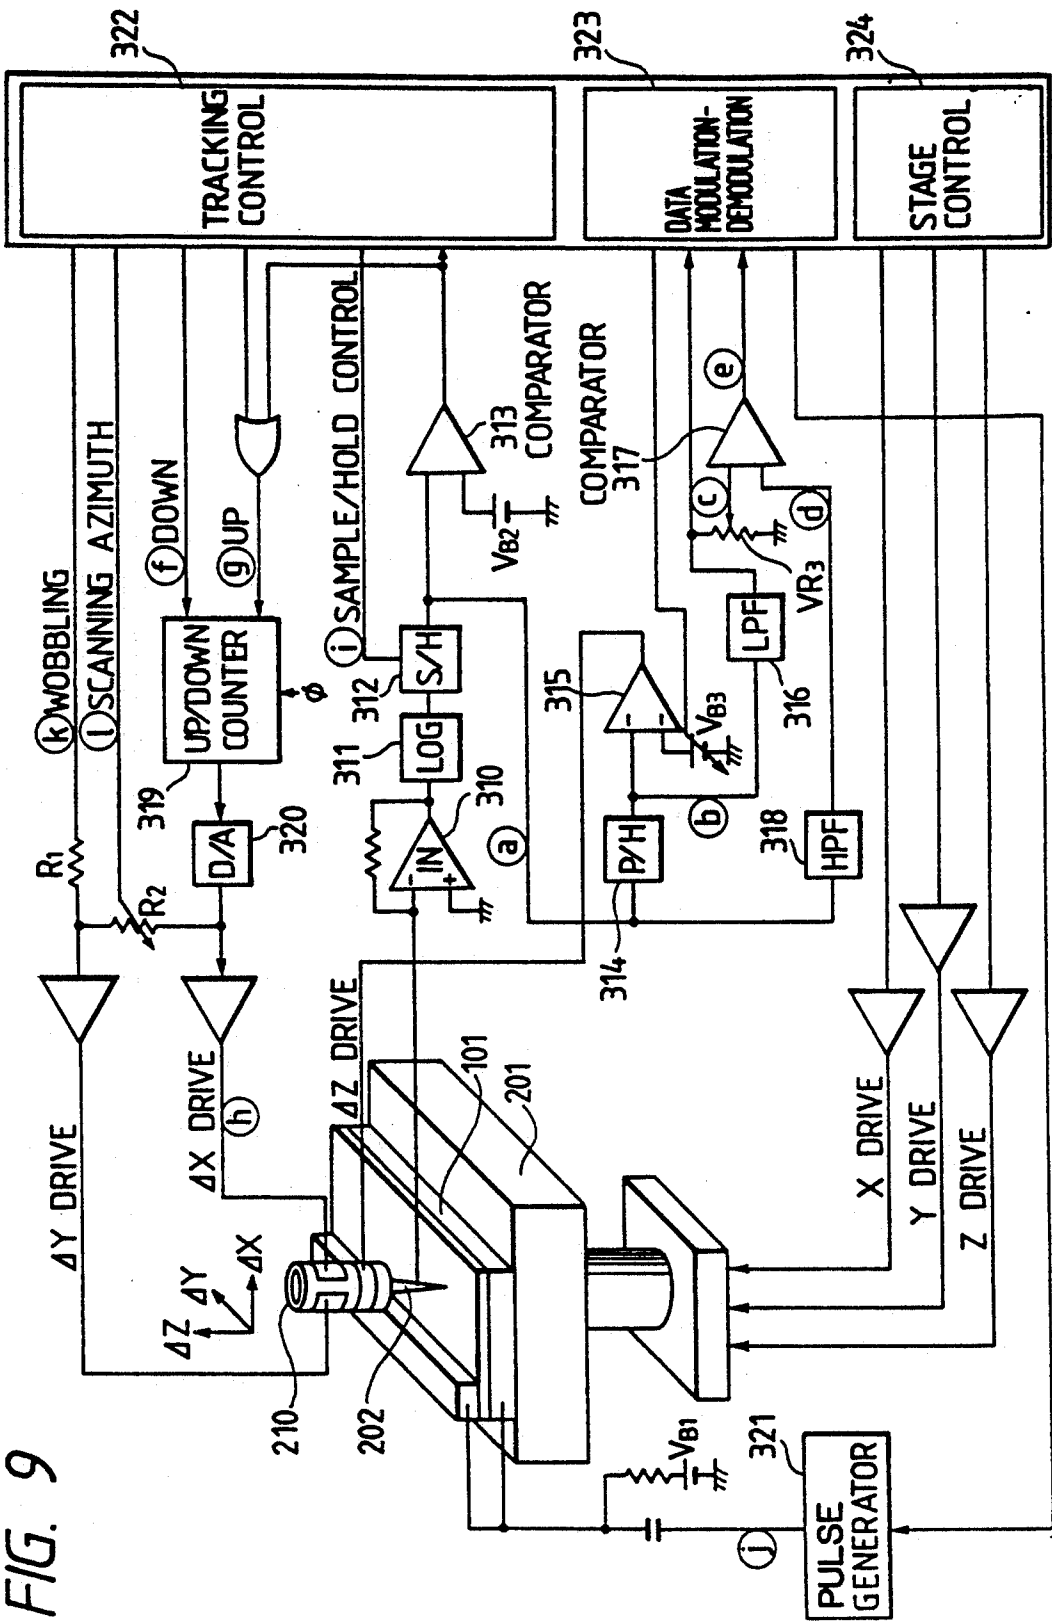 FIG. 9
322
TRACKING
CONTROL
323
DATA
MODULATION-
DEMODULATION
324
STAGE
CONTROL
k WOBBLING
l SCANNING AZIMUTH
f DOWN
g UP
i SAMPLE/HOLD CONTROL
R1
R2
UP/DOWN
COUNTER
319
ϕ
D/A
320
ΔY DRIVE
ΔX DRIVE
h
ΔZ DRIVE
ΔZ
ΔY
ΔX
IN
-
+
310
LOG
311
S/H
312
313
COMPARATOR
VB2
a
P/H
314
315
-
-
VB3
b
LPF
316
HPF
318
COMPARATOR
317
c
d
e
VR3
210
202
101
201
X DRIVE
Y DRIVE
Z DRIVE
VB1
j
321
PULSE
GENERATOR